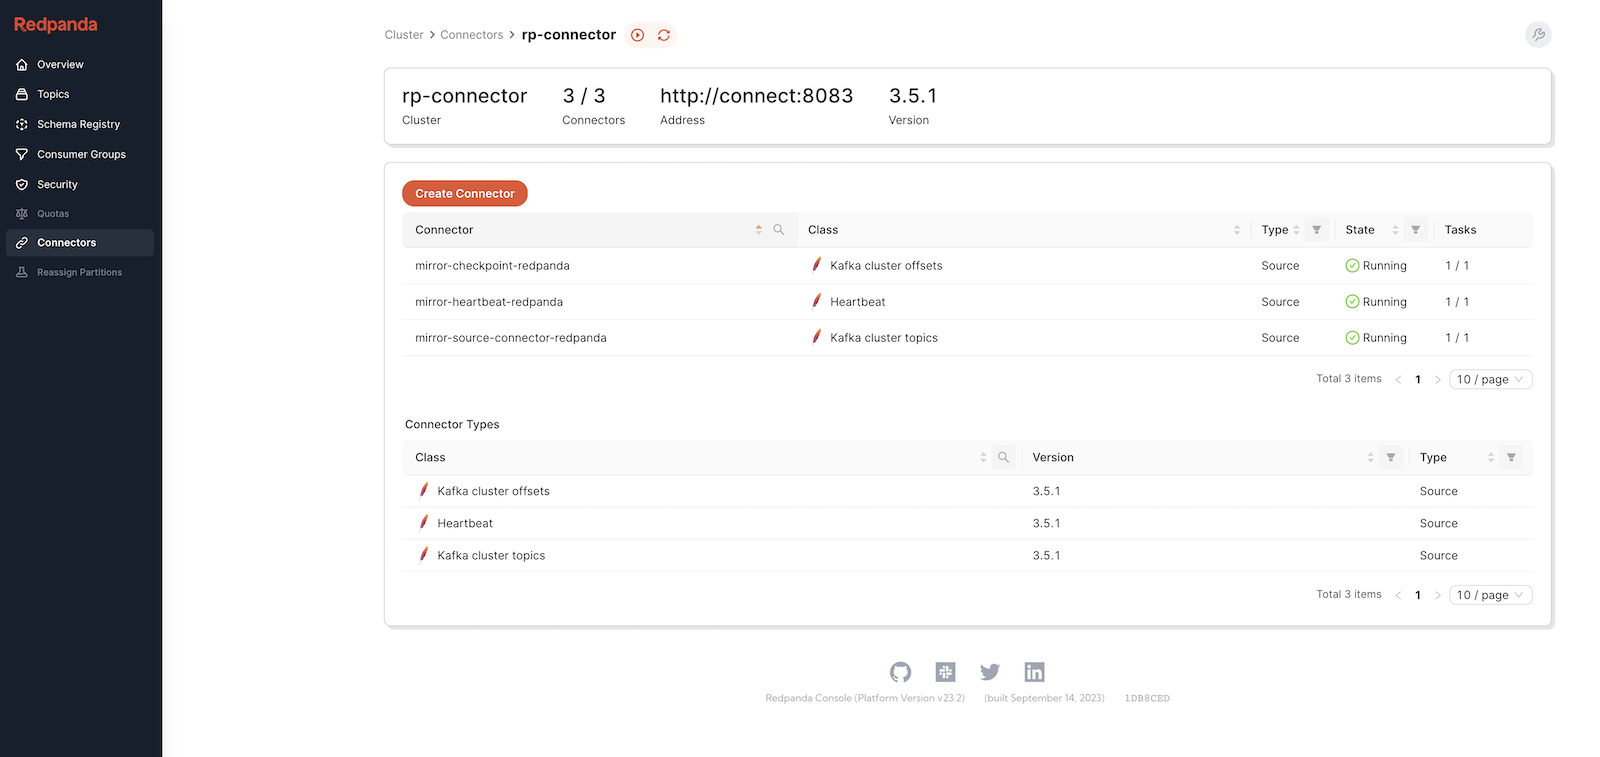 Redpanda
Overview
Topics
Schema Registry
Consumer Groups
Security
Quotas
Connectors
Reassign Partitions
Cluster > Connectors > rp-connector
rp-connector 3 / 3 http://connect:8083 3.5.1
Cluster Connectors Address Version
Create Connector
Connector Class Type State Tasks
mirror-checkpoint-redpanda Kafka cluster offsets Source Running 1 / 1
mirror-heartbeat-redpanda Heartbeat Source Running 1 / 1
mirror-source-connector-redpanda Kafka cluster topics Source Running 1 / 1
Total 3 items < 1 > 10 / page
Connector Types
Class Version Type
Kafka cluster offsets 3.5.1 Source
Heartbeat 3.5.1 Source
Kafka cluster topics 3.5.1 Source
Total 3 items < 1 > 10 / page
in
Redpanda Console (Platform Version v23.2) (built September 14, 2023) 1DB8CED